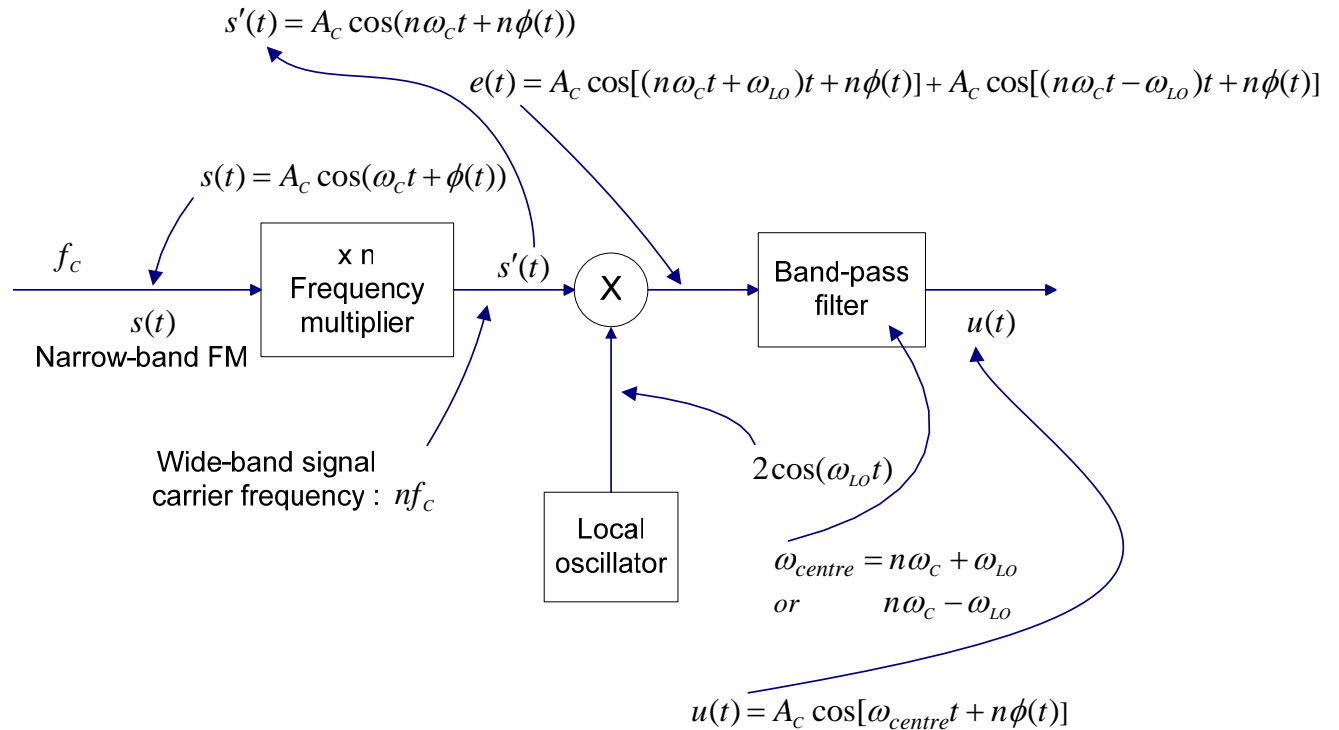 s′(t) = A_C cos(nω_C t + nϕ(t))
e(t) = A_C cos[(nω_C t + ω_LO)t + nϕ(t)] + A_C cos[(nω_C t − ω_LO)t + nϕ(t)]
s(t) = A_C cos(ω_C t + ϕ(t))
f_C
x n
Frequency
multiplier
s′(t)
X
Band-pass
filter
s(t)
Narrow-band FM
u(t)
Wide-band signal
carrier frequency : nf_C
2cos(ω_LO t)
Local
oscillator
ω_centre = nω_C + ω_LO
or nω_C − ω_LO
u(t) = A_C cos[ω_centre t + nϕ(t)]